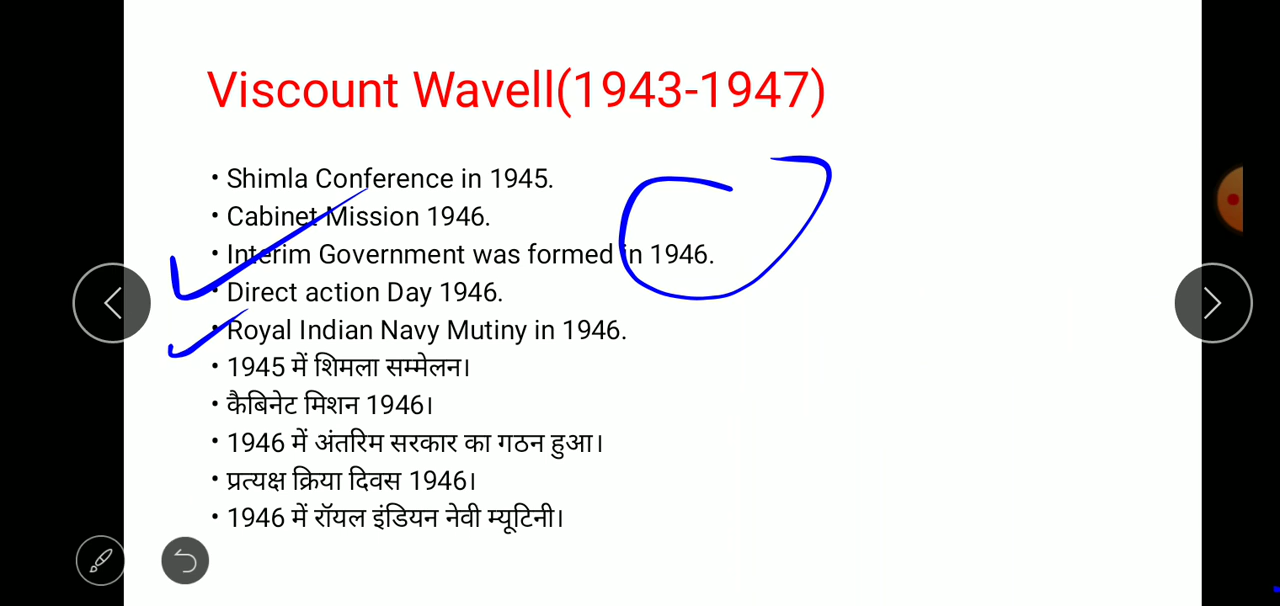 Viscount Wavell(1943-1947)
• Shimla Conference in 1945.
• Cabinet Mission 1946.
• Interim Government was formed in 1946.
• Direct action Day 1946.
• Royal Indian Navy Mutiny in 1946.
• 1945 में शिमला सम्मेलन।
• कैबिनेट मिशन 1946।
• 1946 में अंतरिम सरकार का गठन हुआ।
• प्रत्यक्ष क्रिया दिवस 1946।
• 1946 में रॉयल इंडियन नेवी म्यूटिनी।